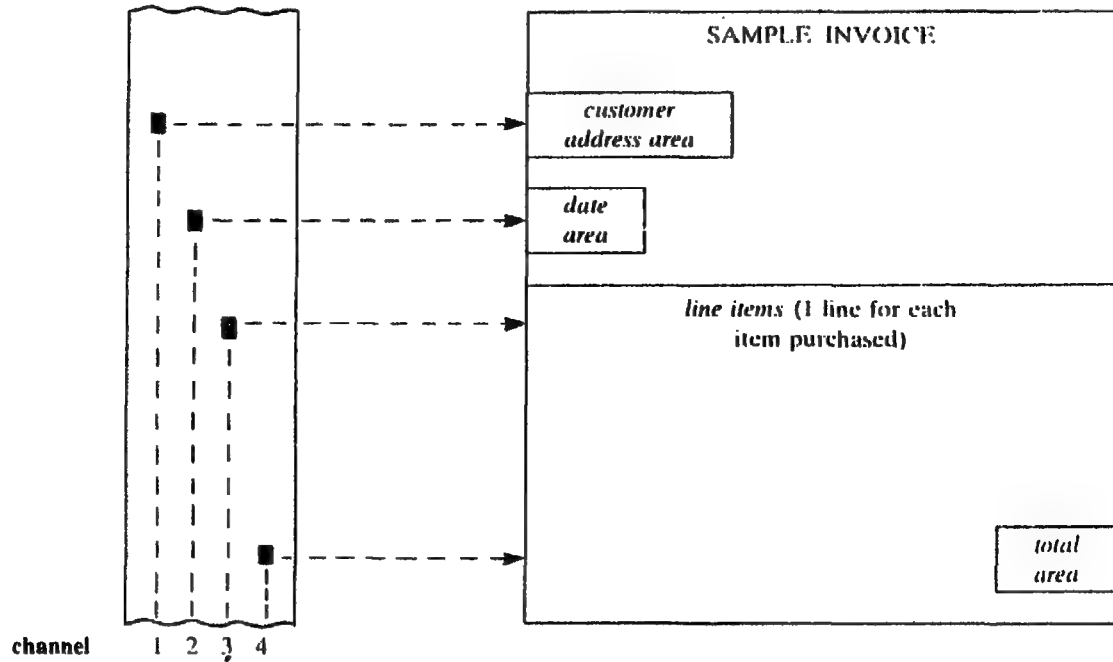 SAMPLE INVOICE
customer
address area
date
area
line items (1 line for each
item purchased)
total
area
channel 1 2 3 4